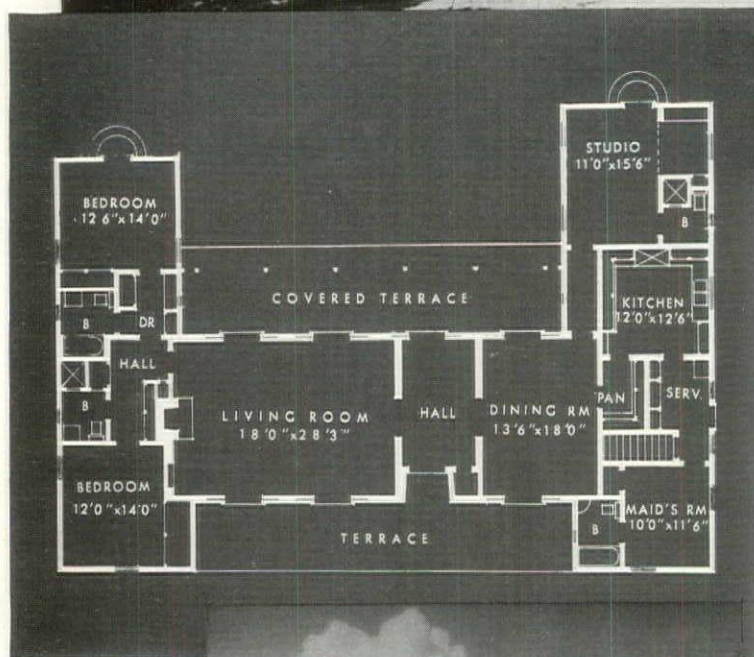 STUDIO
11'0"x15'6"
B
BEDROOM
12'6"x14'0"
COVERED TERRACE
KITCHEN
12'0"x12'6"
B
DR
HALL
LIVING ROOM
18'0"x28'3"
HALL
DINING RM
13'6"x18'0"
PAN
SERV.
B
BEDROOM
12'0"x14'0"
TERRACE
B
MAID'S RM
10'0"x11'6"